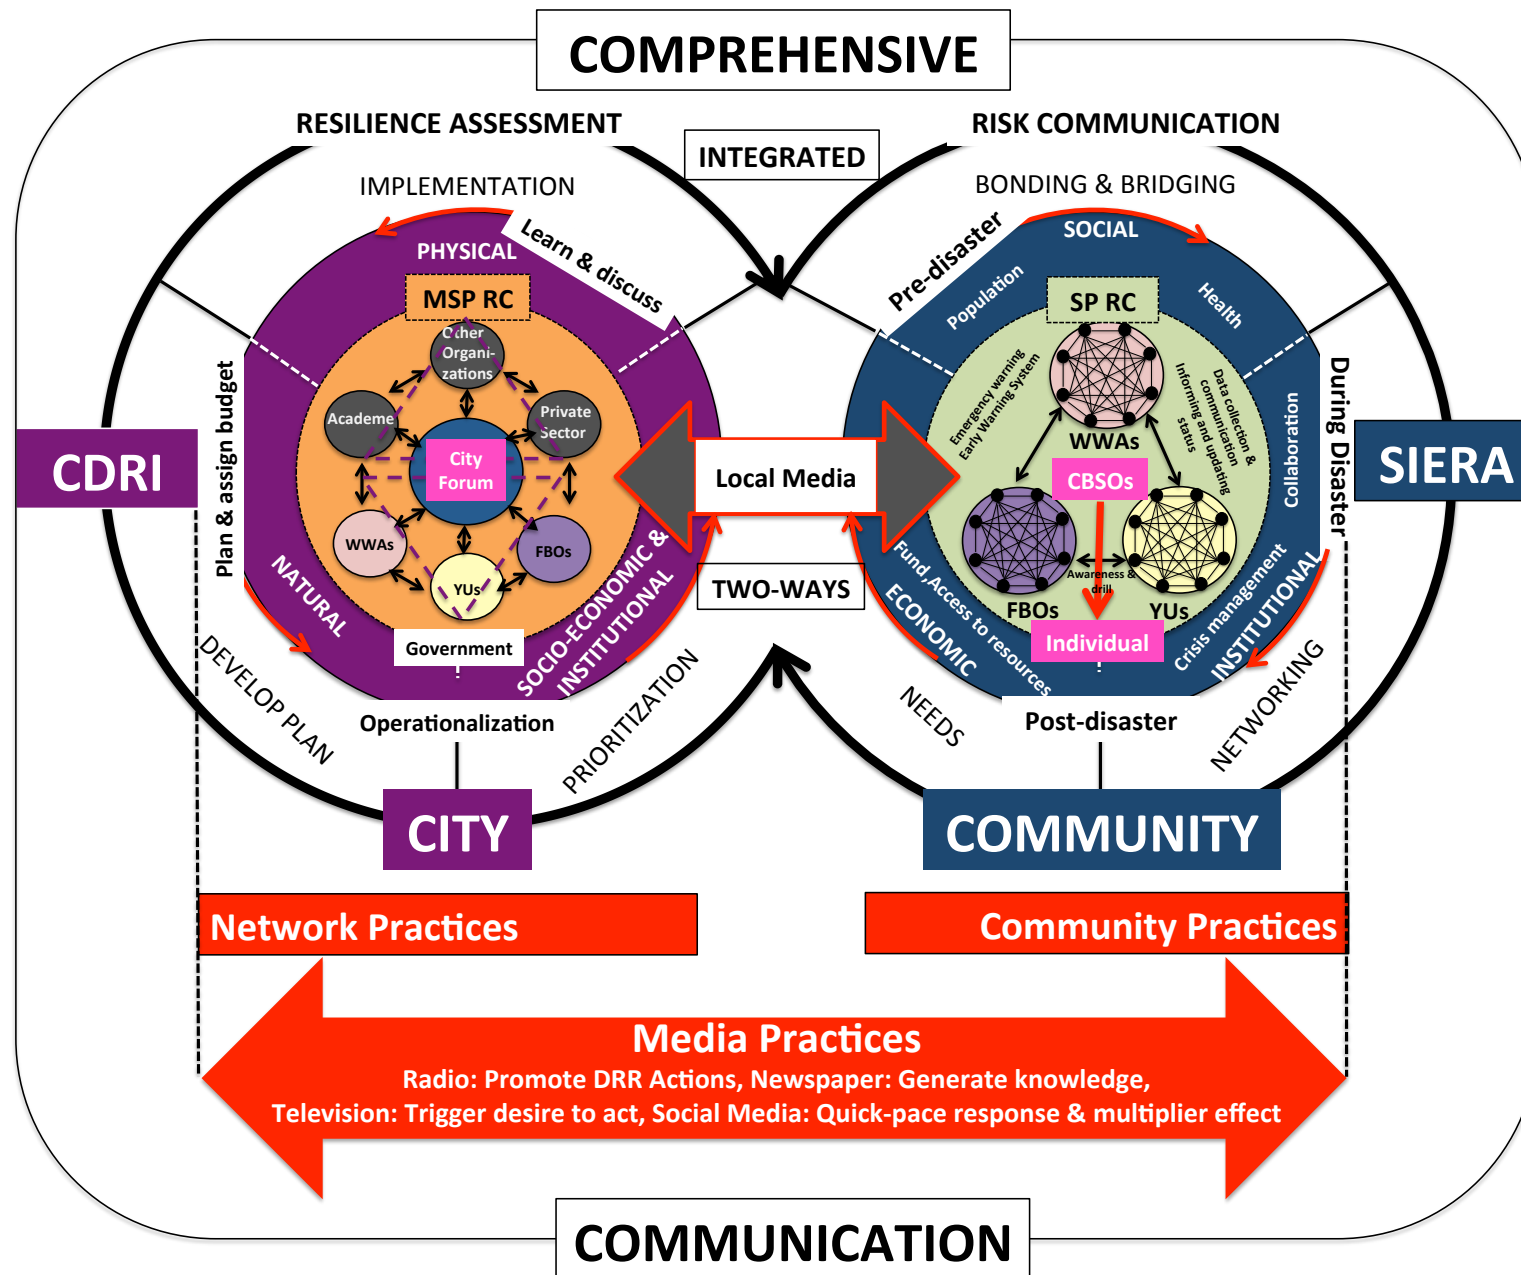 COMPREHENSIVE
RESILIENCE ASSESSMENT
RISK COMMUNICATION
INTEGRATED
IMPLEMENTATION
BONDING & BRIDGING
Learn & discuss
Pre-disaster
PHYSICAL
SOCIAL
Population
Health
MSP RC
SP RC
Other
Organi-
zations
Academe
Private
Sector
City
Forum
WWAs
FBOs
YUs
Government
Plan & assign budget
NATURAL
SOCIO-ECONOMIC &
INSTITUTIONAL
CDRI
Local Media
Emergency warning
Early Warning System
Data collection &
communication
Informing and updating
status
WWAs
CBSOs
Collaboration
During Disaster
SIERA
Awareness &
drill
FBOs
YUs
Individual
Fund,Access to resources
ECONOMIC
Crisis management
INSTITUTIONAL
TWO-WAYS
DEVELOP PLAN
Operationalization
PRIORITIZATION
NEEDS
Post-disaster
NETWORKING
CITY
COMMUNITY
Network Practices
Community Practices
Media Practices
Radio: Promote DRR Actions, Newspaper: Generate knowledge,
Television: Trigger desire to act, Social Media: Quick-pace response & multiplier effect
COMMUNICATION